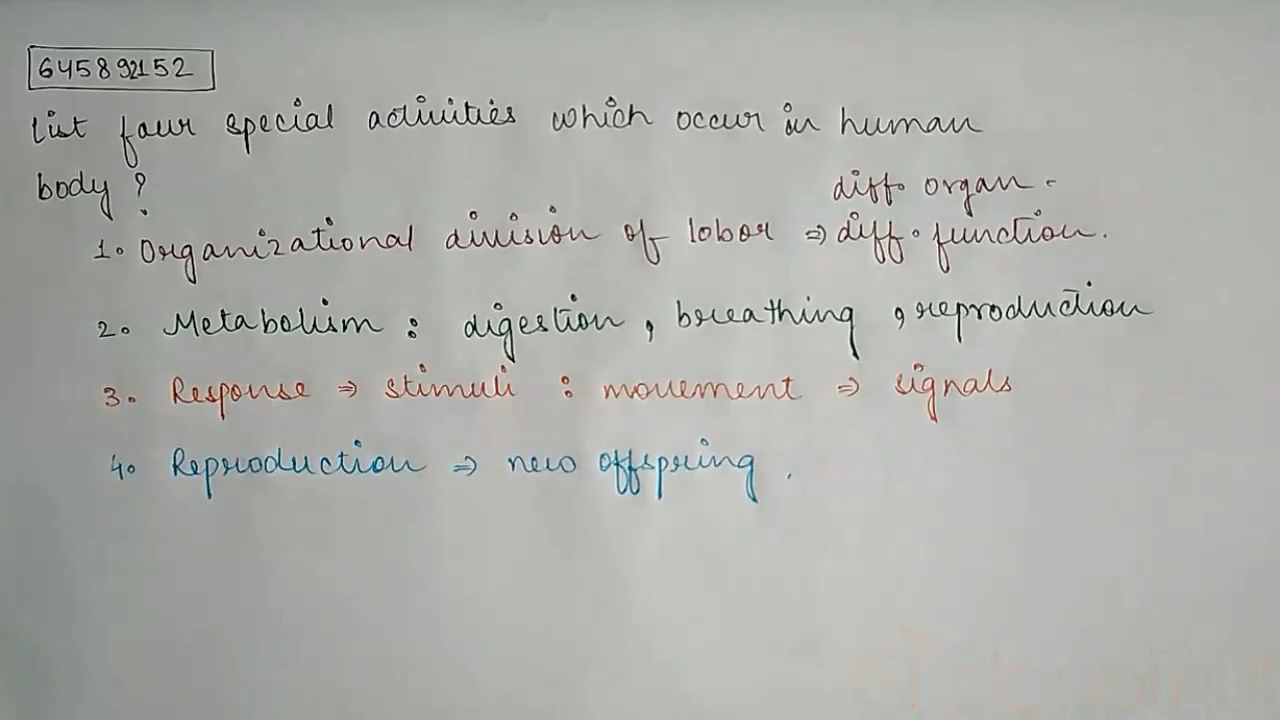 645892152
List four special activities which occur in human
body ?
diff. organ.
1. Organizational division of lobor ⇒ diff. function.
2. Metabolism : digestion, breathing, reproduction
3. Response ⇒ stimuli : movement ⇒ signals
4. Reproduction ⇒ new offspring.